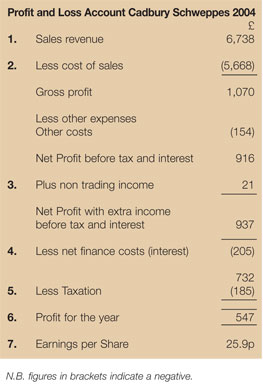 Profit and Loss Account Cadbury Schweppes 2004
£
1. Sales revenue 6,738
2. Less cost of sales (5,668)
Gross profit 1,070
Less other expenses
Other costs (154)
Net Profit before tax and interest 916
3. Plus non trading income 21
Net Profit with extra income
before tax and interest 937
4. Less net finance costs (interest) (205)
732
5. Less Taxation (185)
6. Profit for the year 547
7. Earnings per Share 25.9p
N.B. figures in brackets indicate a negative.